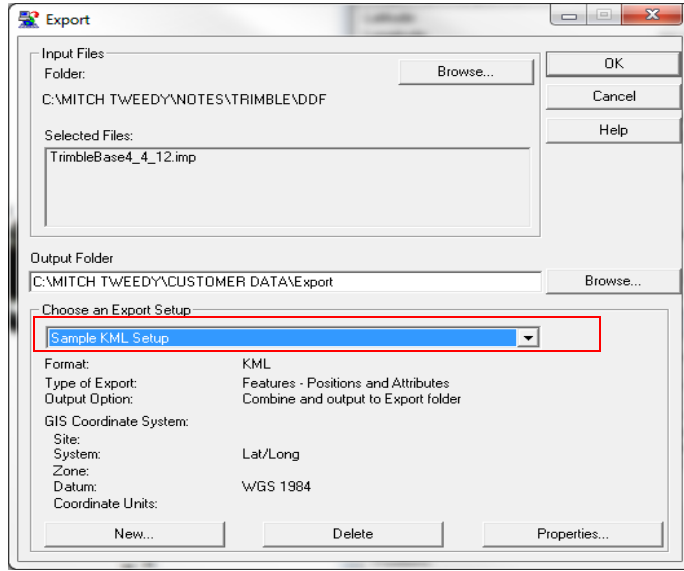 Export
Input Files
Folder:
Browse...
C:\MITCH TWEEDY\NOTES\TRIMBLE\DDF
Selected Files:
TrimbleBase4_4_12.imp
OK
Cancel
Help
Output Folder
C:\MITCH TWEEDY\CUSTOMER DATA\Export
Browse...
Choose an Export Setup
Sample KML Setup
Format: KML
Type of Export: Features - Positions and Attributes
Output Option: Combine and output to Export folder
GIS Coordinate System:
Site:
System: Lat/Long
Zone:
Datum: WGS 1984
Coordinate Units:
New...
Delete
Properties...